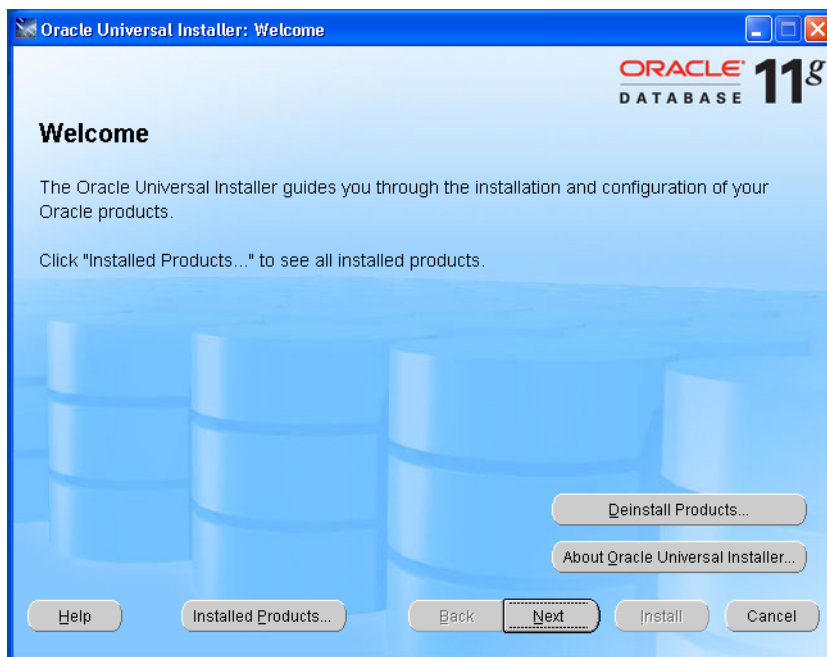 Oracle Universal Installer: Welcome
ORACLE
DATABASE 11g
Welcome
The Oracle Universal Installer guides you through the installation and configuration of your
Oracle products.
Click "Installed Products..." to see all installed products.
Deinstall Products...
About Oracle Universal Installer...
Help
Installed Products...
Back
Next
Install
Cancel